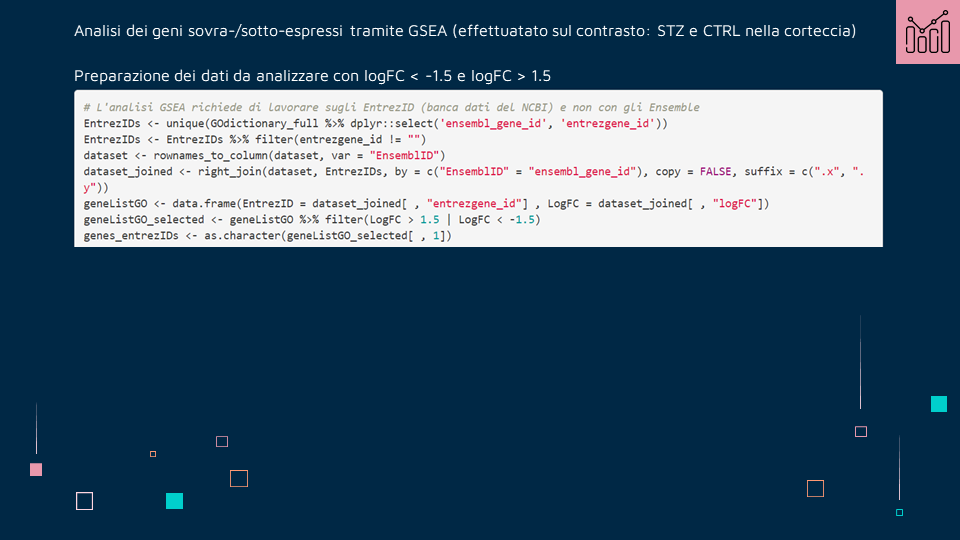 Analisi dei geni sovra-/sotto-espressi tramite GSEA (effettuatato sul contrasto: STZ e CTRL nella corteccia)
Preparazione dei dati da analizzare con logFC < -1.5 e logFC > 1.5
# L'analisi GSEA richiede di lavorare sugli EntrezID (banca dati del NCBI) e non con gli Ensemble
EntrezIDs <- unique(GOdictionary_full %>% dplyr::select('ensembl_gene_id', 'entrezgene_id'))
EntrezIDs <- EntrezIDs %>% filter(entrezgene_id != "")
dataset <- rownames_to_column(dataset, var = "EnsemblID")
dataset_joined <- right_join(dataset, EntrezIDs, by = c("EnsemblID" = "ensembl_gene_id"), copy = FALSE, suffix = c(".x", ".
y"))
geneListGO <- data.frame(EntrezID = dataset_joined[ , "entrezgene_id"] , LogFC = dataset_joined[ , "logFC"])
geneListGO_selected <- geneListGO %>% filter(LogFC > 1.5 | LogFC < -1.5)
genes_entrezIDs <- as.character(geneListGO_selected[ , 1])